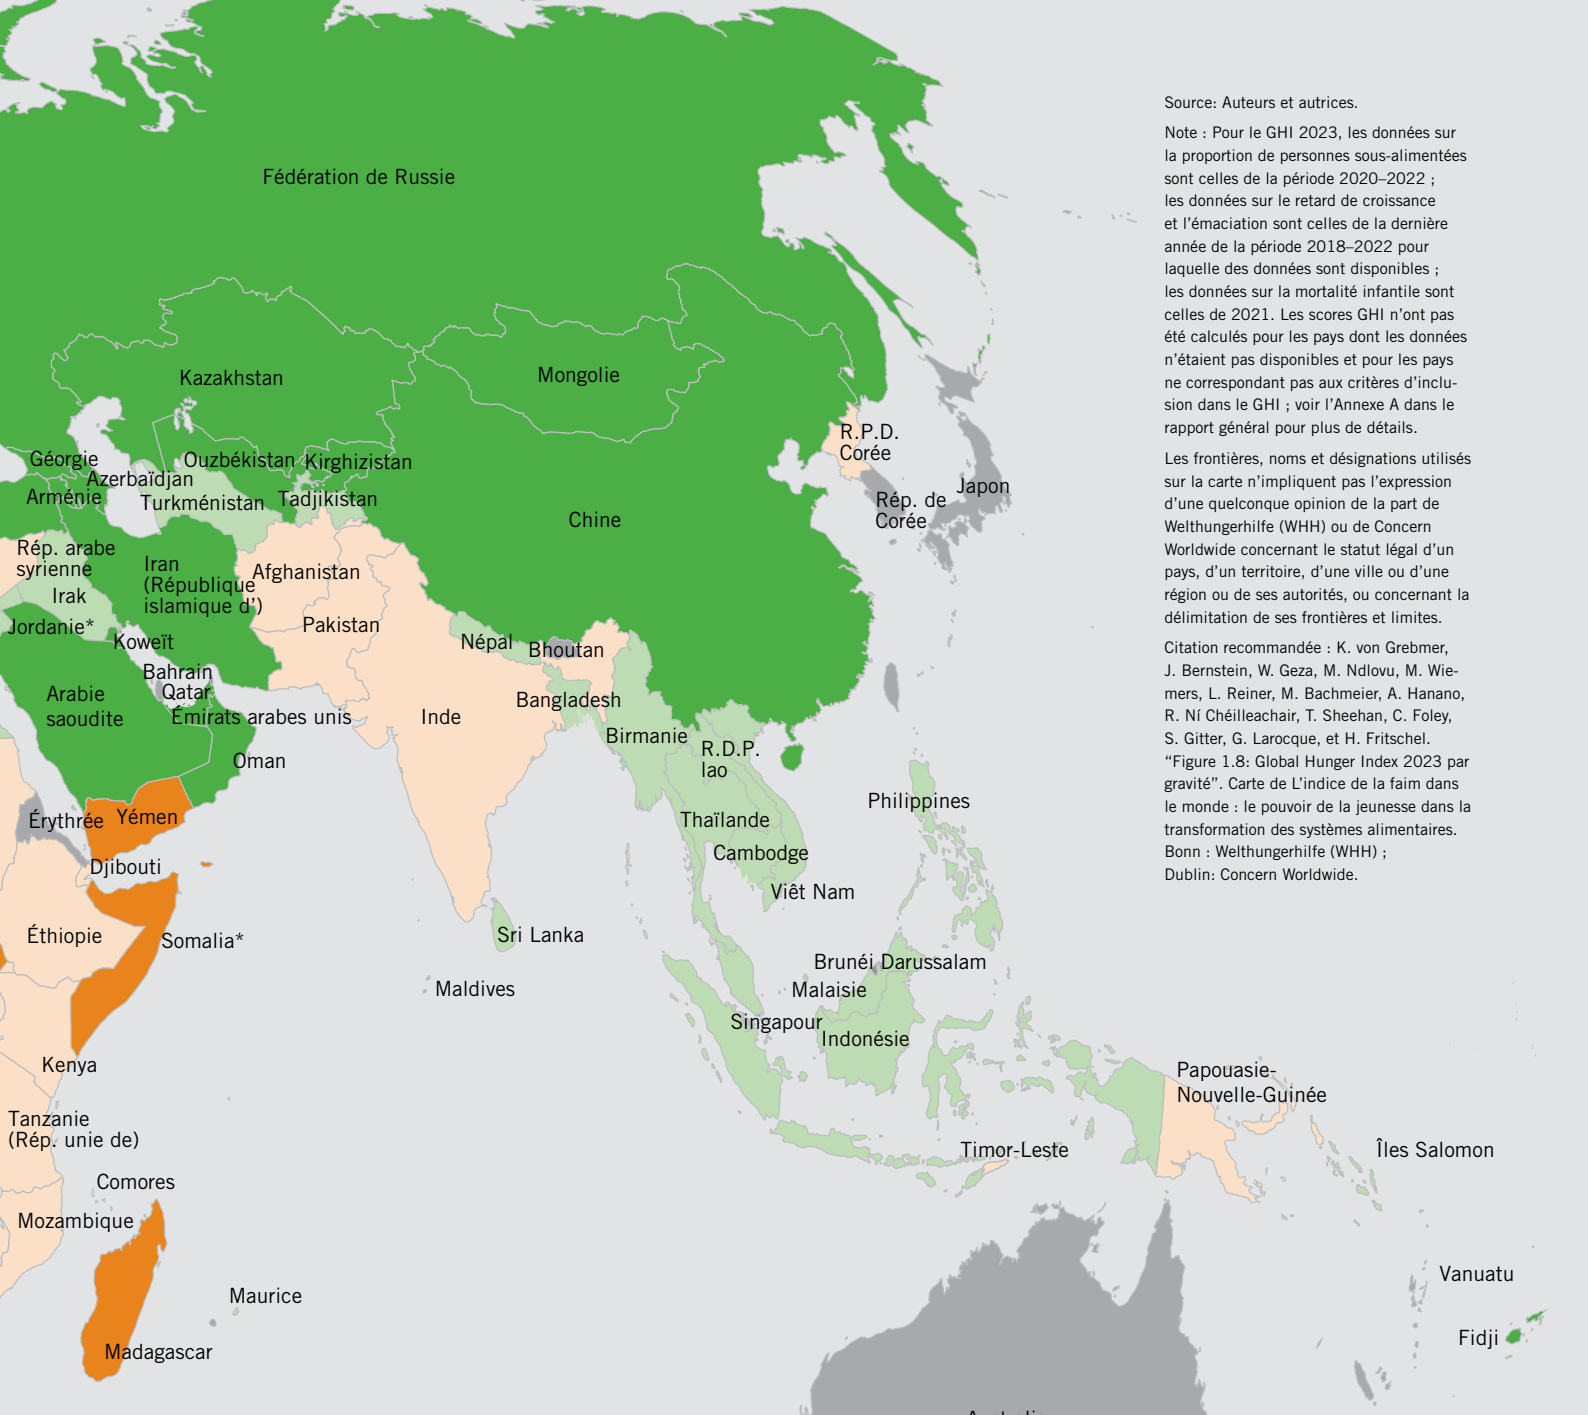 Fédération de Russie
Kazakhstan
Mongolie
Géorgie
Ouzbékistan
Kirghizistan
Azerbaïdjan
Arménie
Turkménistan
Tadjikistan
R.P.D.
Corée
Rép. de
Corée
Japon
Chine
Rép. arabe
syrienne
Iran
(République
islamique d')
Afghanistan
Irak
Jordanie*
Koweït
Pakistan
Népal
Bhoutan
Bahrain
Qatar
Arabie
saoudite
Émirats arabes unis
Inde
Bangladesh
Birmanie
R.D.P.
lao
Oman
Érythrée
Yémen
Thaïlande
Philippines
Cambodge
Djibouti
Viêt Nam
Éthiopie
Somalia*
Sri Lanka
Brunéi Darussalam
Maldives
Malaisie
Singapour
Indonésie
Kenya
Papouasie-
Nouvelle-Guinée
Tanzanie
(Rép. unie de)
Timor-Leste
Îles Salomon
Comores
Mozambique
Maurice
Vanuatu
Fidji
Madagascar
Source: Auteurs et autrices.
Note : Pour le GHI 2023, les données sur
la proportion de personnes sous-alimentées
sont celles de la période 2020–2022 ;
les données sur le retard de croissance
et l'émaciation sont celles de la dernière
année de la période 2018–2022 pour
laquelle des données sont disponibles ;
les données sur la mortalité infantile sont
celles de 2021. Les scores GHI n'ont pas
été calculés pour les pays dont les données
n'étaient pas disponibles et pour les pays
ne correspondant pas aux critères d'inclu-
sion dans le GHI ; voir l'Annexe A dans le
rapport général pour plus de détails.
Les frontières, noms et désignations utilisés
sur la carte n'impliquent pas l'expression
d'une quelconque opinion de la part de
Welthungerhilfe (WHH) ou de Concern
Worldwide concernant le statut légal d'un
pays, d'un territoire, d'une ville ou d'une
région ou de ses autorités, ou concernant la
délimitation de ses frontières et limites.
Citation recommandée : K. von Grebmer,
J. Bernstein, W. Geza, M. Ndlovu, M. Wie-
mers, L. Reiner, M. Bachmeier, A. Hanano,
R. Ní Chéilleachair, T. Sheehan, C. Foley,
S. Gitter, G. Larocque, et H. Fritschel.
“Figure 1.8: Global Hunger Index 2023 par
gravité”. Carte de L'indice de la faim dans
le monde : le pouvoir de la jeunesse dans la
transformation des systèmes alimentaires.
Bonn : Welthungerhilfe (WHH) ;
Dublin: Concern Worldwide.